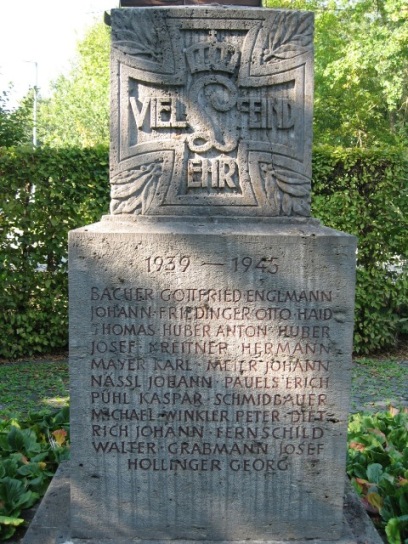 VIEL FEIND
EHR
1939 — 1945
BAUER GOTTFRIED·ENGLMANN
JOHANN·FRIEDINGER OTTO·HAID
THOMAS·HUBER ANTON·HUBER
JOSEF·KREITNER HERMANN·
MAYER KARL·MEIER JOHANN
NÄSSL JOHANN·PAUELS ERICH
PÜHL KASPAR·SCHMIDBAUER
MICHAEL·WINKLER PETER·DIET-
RICH JOHANN·FERNSCHILD
WALTER·GRABMANN JOSEF
HOLLINGER GEORG